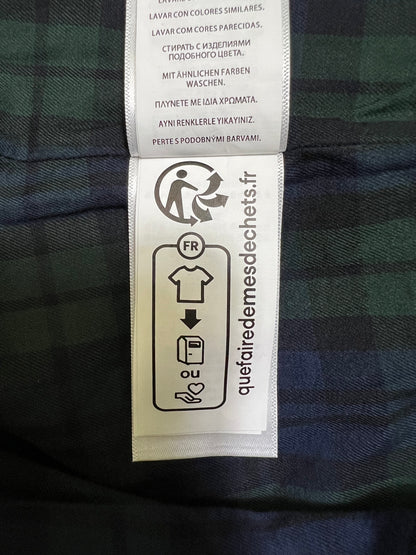 LAVAR CON COLORES SIMILARES.
LAVAR COM CORES PARECIDAS.
СТИРАТЬ С ИЗДЕЛИЯМИ
ПОДОБНОГО ЦВЕТА.
MIT ÄHNLICHEN FARBEN
WASCHEN.
ΠΛΥΝΕΤΕ ΜΕ ΙΔΙΑ ΧΡΩΜΑΤΑ.
AYNI RENKLERLE YIKAYINIZ.
PERTE S PODOBNÝMI BARVAMI.
FR
OU
quefairedemesdechets.fr